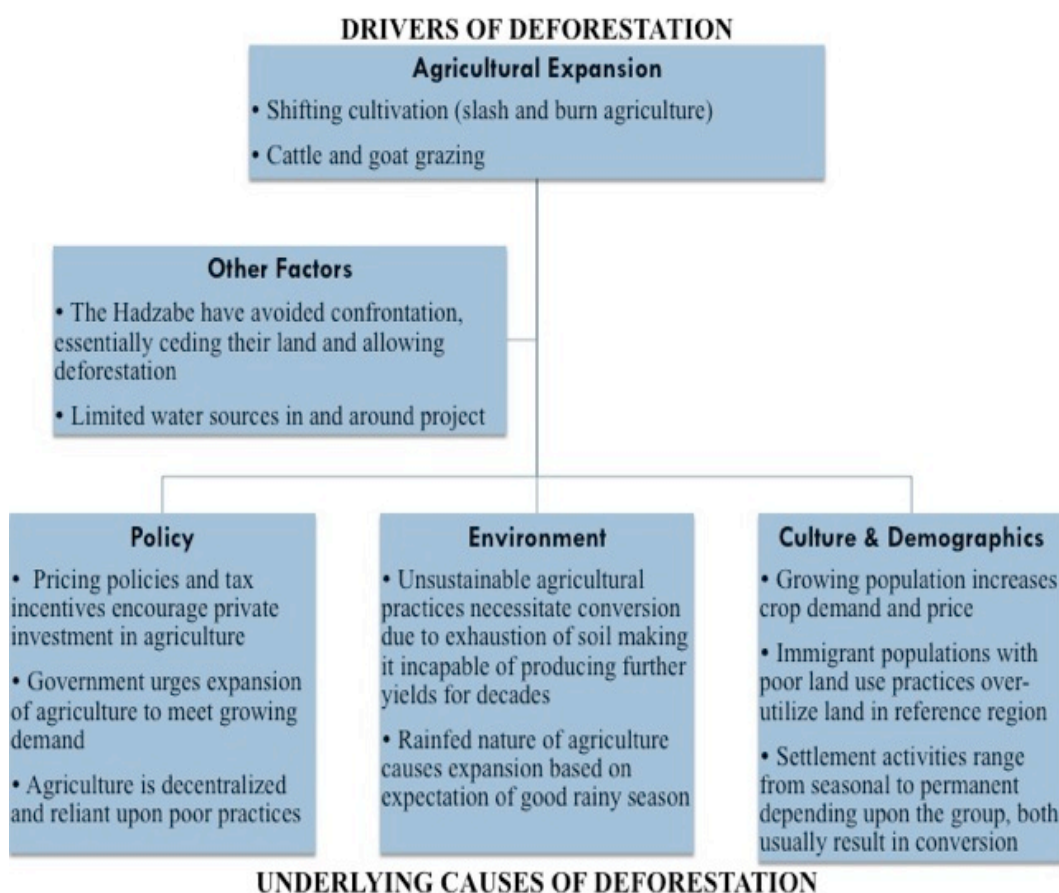 DRIVERS OF DEFORESTATION
Agricultural Expansion
• Shifting cultivation (slash and burn agriculture)
• Cattle and goat grazing
Other Factors
• The Hadzabe have avoided confrontation,
essentially ceding their land and allowing
deforestation
• Limited water sources in and around project
Policy
• Pricing policies and tax
incentives encourage private
investment in agriculture
• Government urges expansion
of agriculture to meet growing
demand
• Agriculture is decentralized
and reliant upon poor practices
Environment
• Unsustainable agricultural
practices necessitate conversion
due to exhaustion of soil making
it incapable of producing further
yields for decades
• Rainfed nature of agriculture
causes expansion based on
expectation of good rainy season
Culture & Demographics
• Growing population increases
crop demand and price
• Immigrant populations with
poor land use practices over-
utilize land in reference region
• Settlement activities range
from seasonal to permanent
depending upon the group, both
usually result in conversion
UNDERLYING CAUSES OF DEFORESTATION